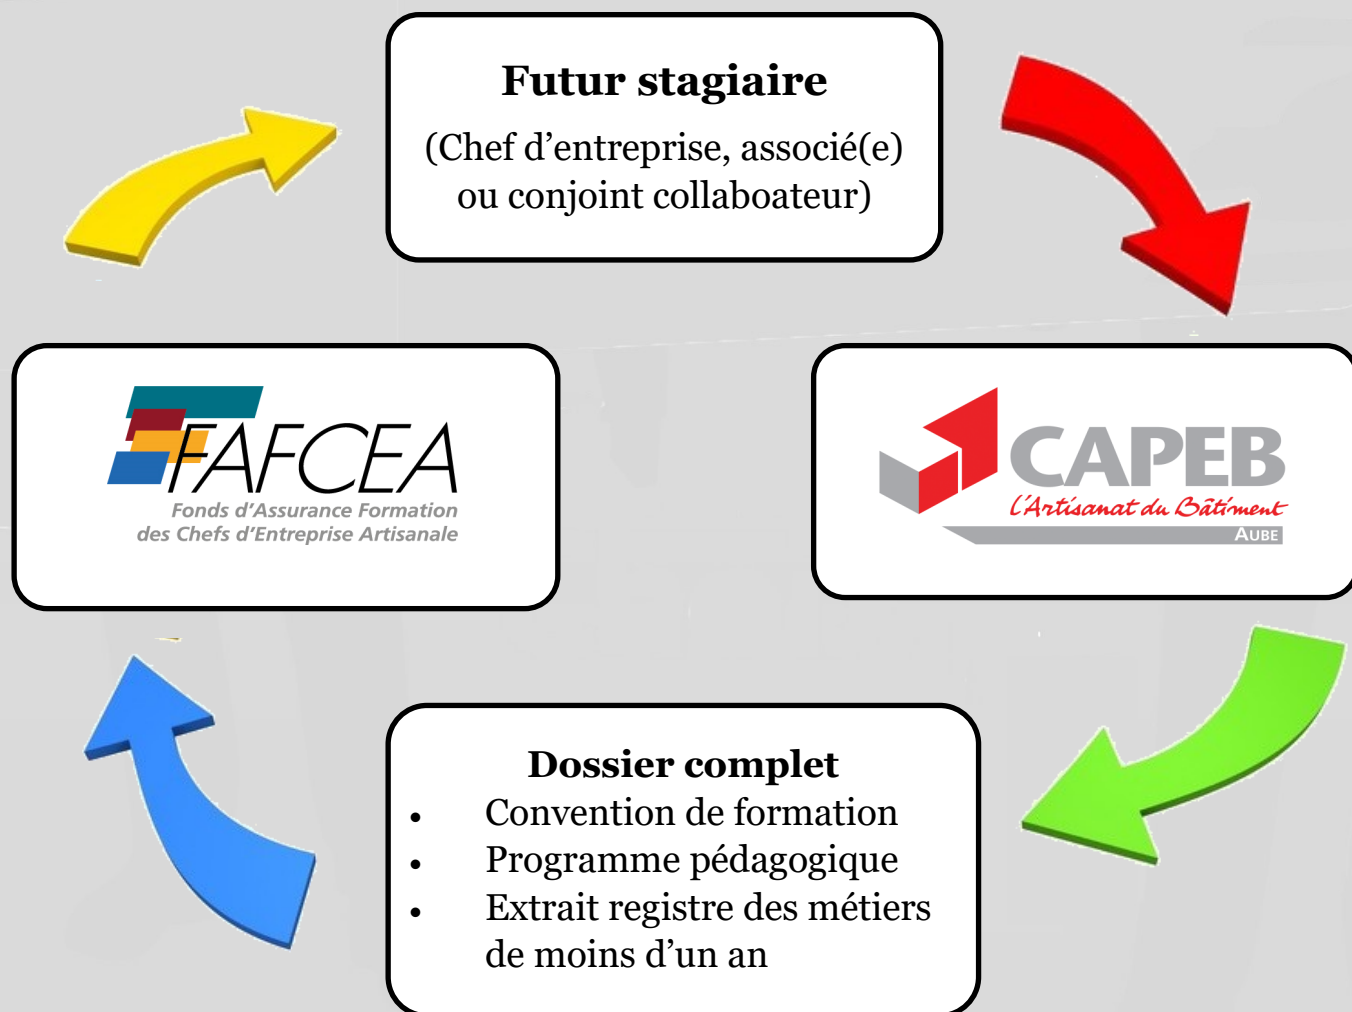 Futur stagiaire
(Chef d’entreprise, associé(e)
ou conjoint collaboateur)
FAFCEA
Fonds d’Assurance Formation
des Chefs d’Entreprise Artisanale
CAPEB
L’Artisanat du Bâtiment
AUBE
Dossier complet
• Convention de formation
• Programme pédagogique
• Extrait registre des métiers
de moins d’un an